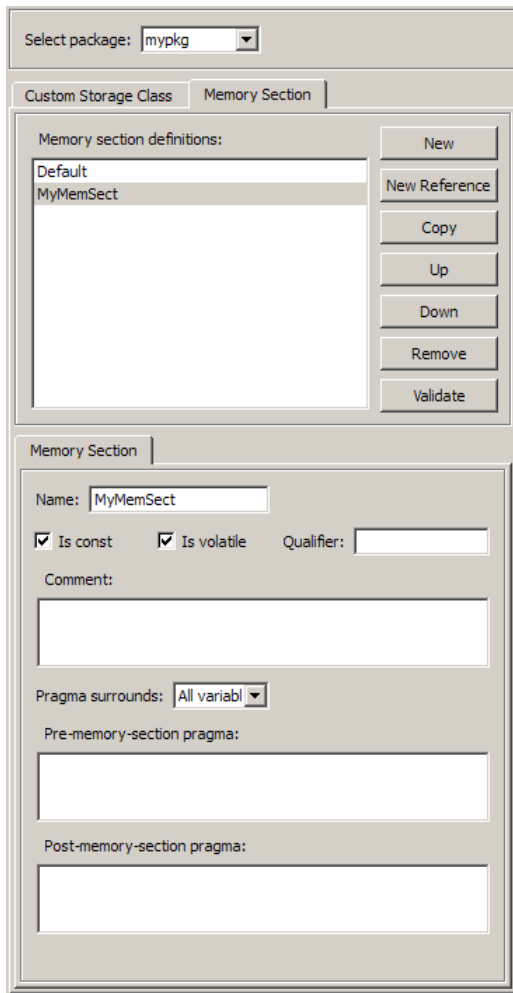 Select package: mypkg
Custom Storage Class Memory Section
Memory section definitions:
Default
MyMemSect
New
New Reference
Copy
Up
Down
Remove
Validate
Memory Section
Name: MyMemSect
Is const Is volatile Qualifier:
Comment:
Pragma surrounds: All variabl
Pre-memory-section pragma:
Post-memory-section pragma: